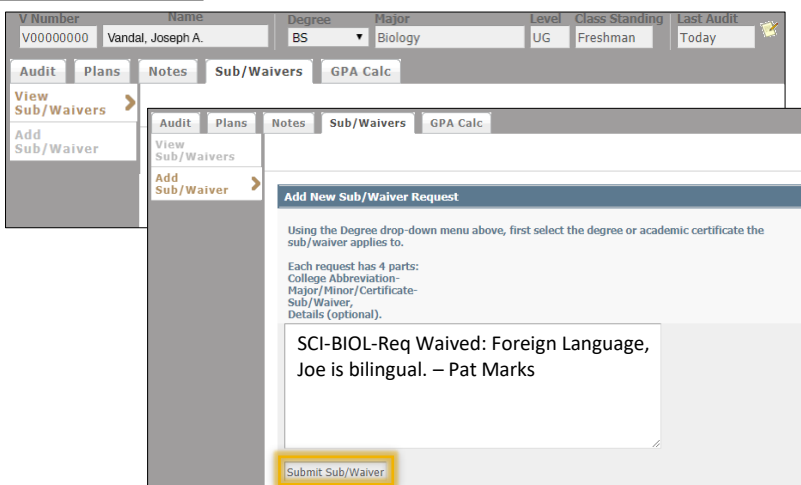 V Number Name Degree Major Level Class Standing Last Audit
V00000000 Vandal, Joseph A. BS Biology UG Freshman Today
Audit Plans Notes Sub/Waivers GPA Calc
View
Sub/Waivers
Add
Sub/Waiver
Audit Plans Notes Sub/Waivers GPA Calc
View
Sub/Waivers
Add
Sub/Waiver
Add New Sub/Waiver Request
Using the Degree drop-down menu above, first select the degree or academic certificate the
sub/waiver applies to.
Each request has 4 parts:
College Abbreviation-
Major/Minor/Certificate-
Sub/Waiver,
Details (optional).
SCI-BIOL-Req Waived: Foreign Language,
Joe is bilingual. – Pat Marks
Submit Sub/Waiver